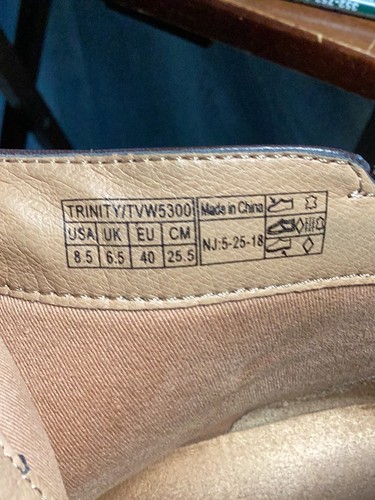 TRINITY/TVW5300 Made in China
USA UK EU CM
NJ:5-25-18
8.5 6.5 40 25.5